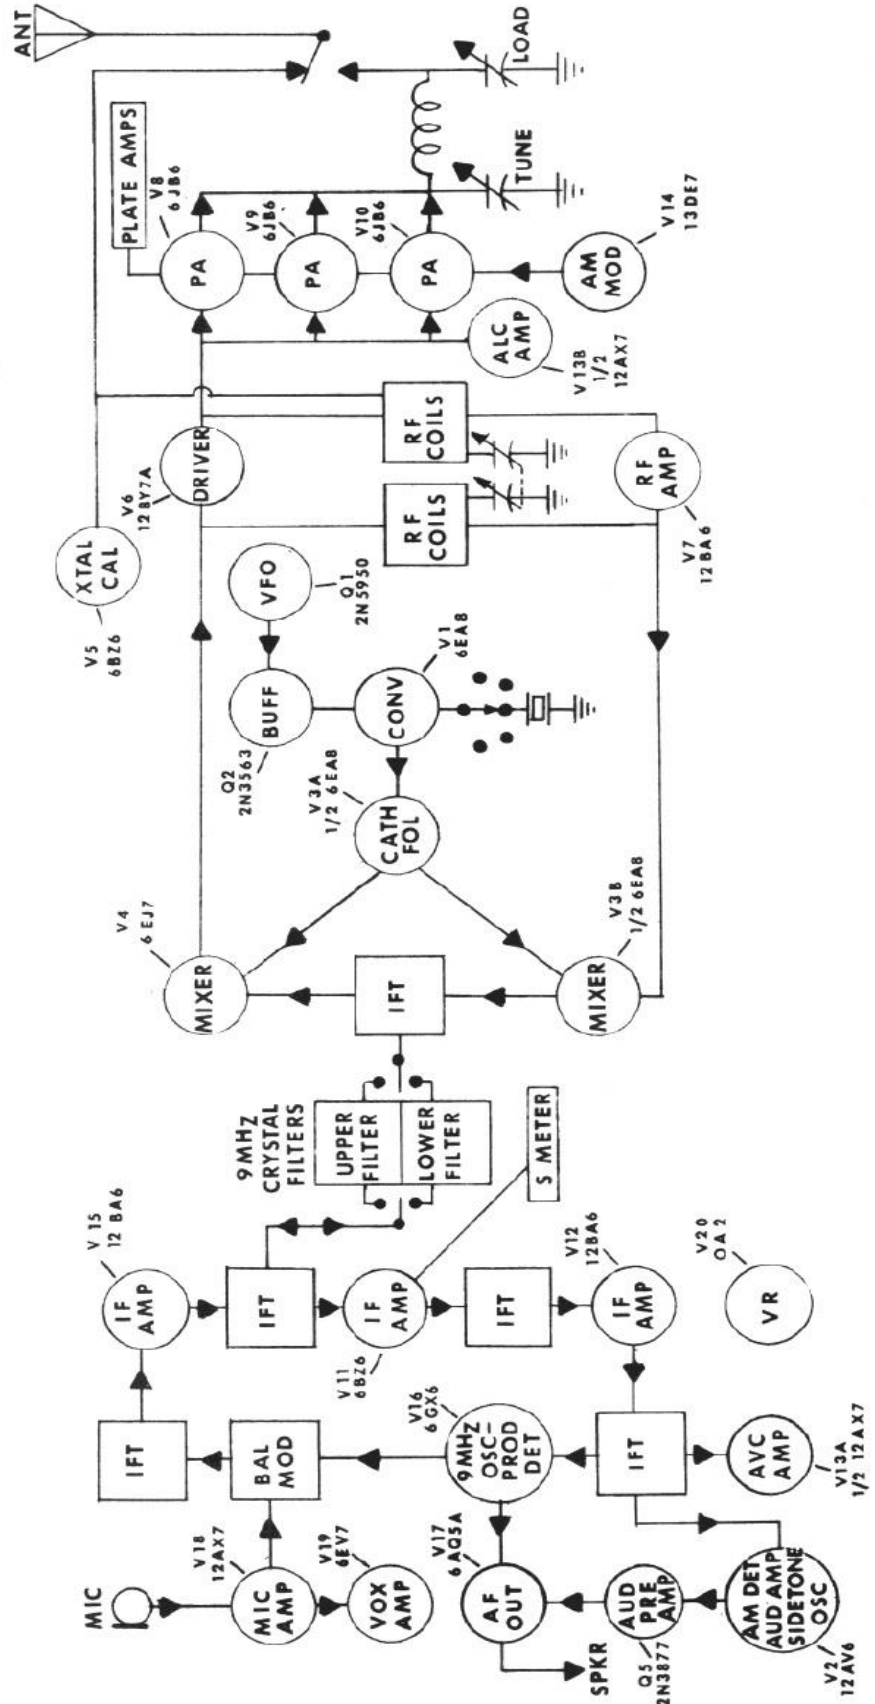 MIC
V18
12AX7
MIC
AMP
V19
6EV7
VOX
AMP
V17
6AQ5A
AF
OUT
SPKR
AUD
PRE
AMP
Q5
2N3877
AM DET
AUD AMP
SIDETONE
OSC
V2
12AV6
IFT
BAL
MOD
V16
6GX6
9MHZ
OSC-
PROD
DET
IFT
AVC
AMP
V13A
1/2 12AX7
V15
12 BA6
IF
AMP
IFT
IF
AMP
V11
6BZ6
IFT
V12
12BA6
IF
AMP
V20
OA2
VR
9MHZ
CRYSTAL
FILTERS
UPPER
FILTER
LOWER
FILTER
S METER
V4
6EJ7
MIXER
IFT
MIXER
V3B
1/2 6EA8
V3A
1/2 6EA8
CATH
FOL
Q2
2N3563
BUFF
CONV
V1
6EA8
VFO
Q1
2N5950
XTAL
CAL
V5
6BZ6
V6
12BY7A
DRIVER
RF
COILS
RF
COILS
RF
AMP
V7
12BA6
ALC
AMP
V13B
1/2
12AX7
ANT
PLATE AMPS
V8
6JB6
PA
V9
6JB6
PA
V10
6JB6
PA
AM
MOD
V14
13DE7
TUNE
LOAD